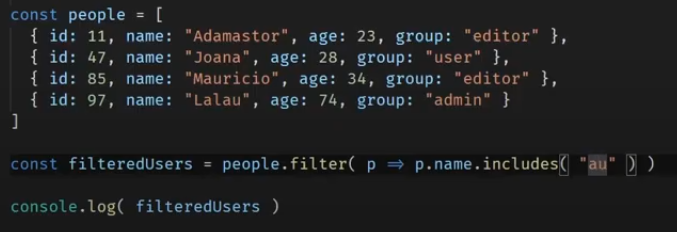 const people = [
  { id: 11, name: "Adamastor", age: 23, group: "editor" },
  { id: 47, name: "Joana", age: 28, group: "user" },
  { id: 85, name: "Mauricio", age: 34, group: "editor" },
  { id: 97, name: "Lalau", age: 74, group: "admin" }
]
const filteredUsers = people.filter( p ⇒ p.name.includes( "au" ) )
console.log( filteredUsers )